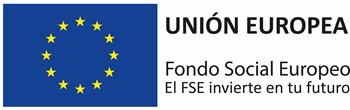 UNIÓN EUROPEA
Fondo Social Europeo
El FSE invierte en tu futuro